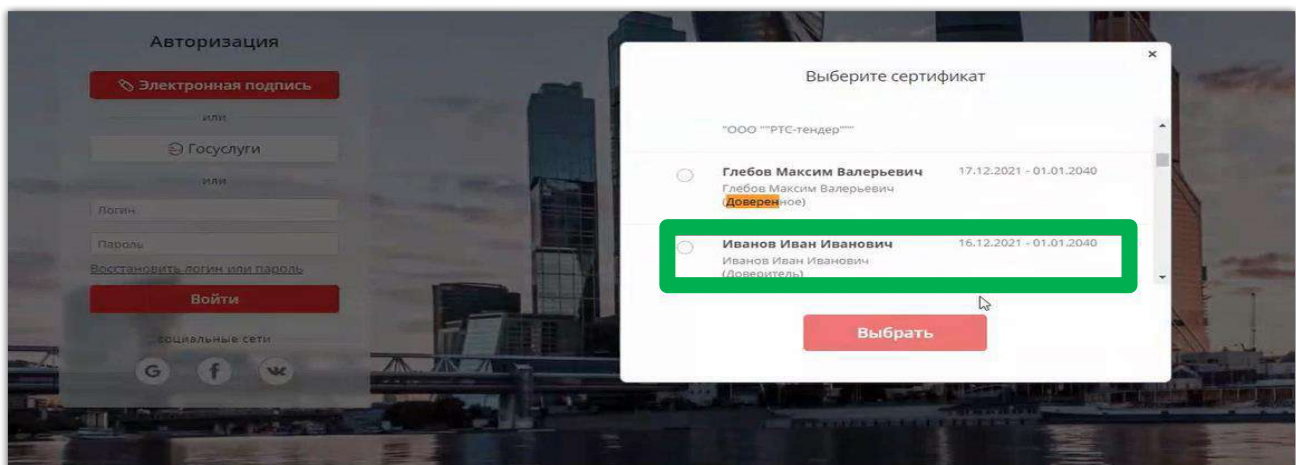 Авторизация
Электронная подпись
или
Госуслуги
или
Логин
Пароль
Восстановить логин или пароль
Войти
социальные сети
G f
Выберите сертификат
×
"ООО ""РТС-тендер"""
Глебов Максим Валерьевич 17.12.2021 - 01.01.2040
Глебов Максим Валерьевич
(Доверенное)
Иванов Иван Иванович 16.12.2021 - 01.01.2040
Иванов Иван Иванович
(Доверитель)
Выбрать